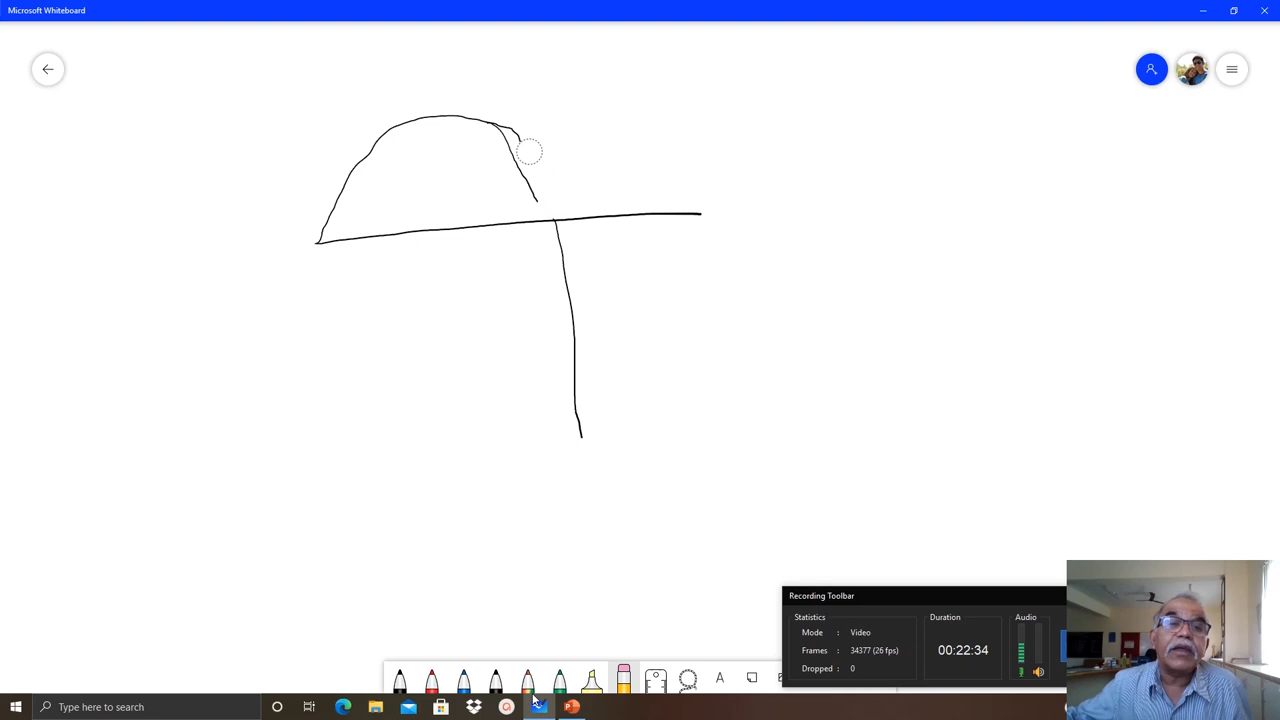 Microsoft Whiteboard
Recording Toolbar
Statistics
Mode : Video
Frames : 34377 (26 fps)
Dropped : 0
Duration
00:22:34
Audio
A
Type here to search